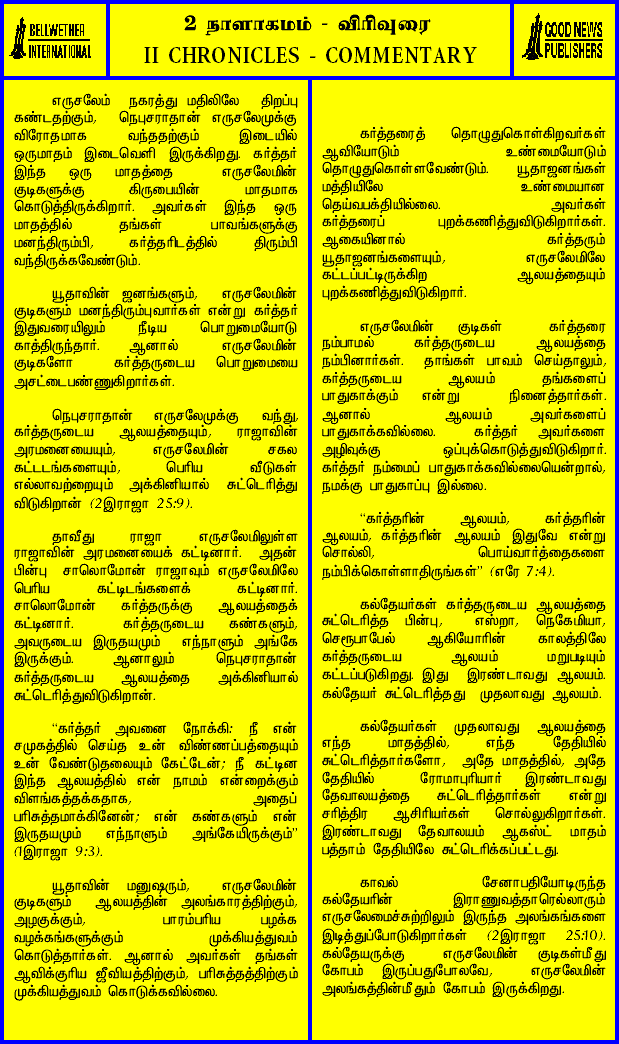 BELLWETHER
INTERNATIONAL
2 நாளாகமம் - விரிவுரை
II CHRONICLES - COMMENTARY
GOOD NEWS
PUBLISHERS
எருசலேம் நகரத்து மதிலிலே திறப்பு
கண்டதற்கும், நெபுசராதான் எருசலேமுக்கு
விரோதமாக வந்ததற்கும் இடையில்
ஒருமாதம் இடைவெளி இருக்கிறது. கர்த்தர்
இந்த ஒரு மாதத்தை எருசலேமின்
குடிகளுக்கு கிருபையின் மாதமாக
கொடுத்திருக்கிறார். அவர்கள் இந்த ஒரு
மாதத்தில் தங்கள் பாவங்களுக்கு
மனந்திரும்பி, கர்த்தரிடத்தில் திரும்பி
வந்திருக்கவேண்டும்.
யூதாவின் ஜனங்களும், எருசலேமின்
குடிகளும் மனந்திரும்புவார்கள் என்று கர்த்தர்
இதுவரையிலும் நீடிய பொறுமையோடு
காத்திருந்தார். ஆனால் எருசலேமின்
குடிகளோ கர்த்தருடைய பொறுமையை
அசட்டைபண்ணுகிறார்கள்.
நெபுசராதான் எருசலேமுக்கு வந்து,
கர்த்தருடைய ஆலயத்தையும், ராஜாவின்
அரமனையையும், எருசலேமின் சகல
கட்டடங்களையும், பெரிய வீடுகள்
எல்லாவற்றையும் அக்கினியால் சுட்டெரித்து
விடுகிறான் (2இராஜா 25:9).
தாவீது ராஜா எருசலேமிலுள்ள
ராஜாவின் அரமனையைக் கட்டினார். அதன்
பின்பு சாலொமோன் ராஜாவும் எருசலேமிலே
பெரிய கட்டிடங்களைக் கட்டினார்.
சாலொமோன் கர்த்தருக்கு ஆலயத்தைக்
கட்டினார். கர்த்தருடைய கண்களும்,
அவருடைய இருதயமும் எந்நாளும் அங்கே
இருக்கும். ஆனாலும் நெபுசராதான்
கர்த்தருடைய ஆலயத்தை அக்கினியால்
சுட்டெரித்துவிடுகிறான்.
“கர்த்தர் அவனை நோக்கி: நீ என்
சமுகத்தில் செய்த உன் விண்ணப்பத்தையும்
உன் வேண்டுதலையும் கேட்டேன்; நீ கட்டின
இந்த ஆலயத்தில் என் நாமம் என்றைக்கும்
விளங்கத்தக்கதாக, அதைப்
பரிசுத்தமாக்கினேன்; என் கண்களும் என்
இருதயமும் எந்நாளும் அங்கேயிருக்கும்”
(1இராஜா 9:3).
யூதாவின் மனுஷரும், எருசலேமின்
குடிகளும் ஆலயத்தின் அலங்காரத்திற்கும்,
அழகுக்கும், பாரம்பரிய பழக்க
வழக்கங்களுக்கும் முக்கியத்துவம்
கொடுத்தார்கள். ஆனால் அவர்கள் தங்கள்
ஆவிக்குரிய ஜீவியத்திற்கும், பரிசுத்தத்திற்கும்
முக்கியத்துவம் கொடுக்கவில்லை.
கர்த்தரைத் தொழுதுகொள்கிறவர்கள்
ஆவியோடும் உண்மையோடும்
தொழுதுகொள்ளவேண்டும். யூதாஜனங்கள்
மத்தியிலே உண்மையான
தெய்வபக்தியில்லை. அவர்கள்
கர்த்தரைப் புறக்கணித்துவிடுகிறார்கள்.
ஆகையினால் கர்த்தரும்
யூதாஜனங்களையும், எருசலேமிலே
கட்டப்பட்டிருக்கிற ஆலயத்தையும்
புறக்கணித்துவிடுகிறார்.
எருசலேமின் குடிகள் கர்த்தரை
நம்பாமல் கர்த்தருடைய ஆலயத்தை
நம்பினார்கள். தாங்கள் பாவம் செய்தாலும்,
கர்த்தருடைய ஆலயம் தங்களைப்
பாதுகாக்கும் என்று நினைத்தார்கள்.
ஆனால் ஆலயம் அவர்களைப்
பாதுகாக்கவில்லை. கர்த்தர் அவர்களை
அழிவுக்கு ஒப்புக்கொடுத்துவிடுகிறார்.
கர்த்தர் நம்மைப் பாதுகாக்கவில்லையென்றால்,
நமக்கு பாதுகாப்பு இல்லை.
“கர்த்தரின் ஆலயம், கர்த்தரின்
ஆலயம், கர்த்தரின் ஆலயம் இதுவே என்று
சொல்லி, பொய்வார்த்தைகளை
நம்பிக்கொள்ளாதிருங்கள்” (எரே 7:4).
கல்தேயர்கள் கர்த்தருடைய ஆலயத்தை
சுட்டெரித்த பின்பு, எஸ்றா, நெகேமியா,
செரூபாபேல் ஆகியோரின் காலத்திலே
கர்த்தருடைய ஆலயம் மறுபடியும்
கட்டப்படுகிறது. இது இரண்டாவது ஆலயம்.
கல்தேயர் சுட்டெரித்தது முதலாவது ஆலயம்.
கல்தேயர்கள் முதலாவது ஆலயத்தை
எந்த மாதத்தில், எந்த தேதியில்
சுட்டெரித்தார்களோ, அதே மாதத்தில், அதே
தேதியில் ரோமாபுரியார் இரண்டாவது
தேவாலயத்தை சுட்டெரித்தார்கள் என்று
சரித்திர ஆசிரியர்கள் சொல்லுகிறார்கள்.
இரண்டாவது தேவாலயம் ஆகஸ்ட் மாதம்
பத்தாம் தேதியிலே சுட்டெரிக்கப்பட்டது.
காவல் சேனாபதியோடிருந்த
கல்தேயரின் இராணுவத்தாரெல்லாரும்
எருசலேமைச்சுற்றிலும் இருந்த அலங்கங்களை
இடித்துப்போடுகிறார்கள் (2இராஜா 25:10).
கல்தேயருக்கு எருசலேமின் குடிகள்மீது
கோபம் இருப்பதுபோலவே, எருசலேமின்
அலங்கத்தின்மீதும் கோபம் இருக்கிறது.